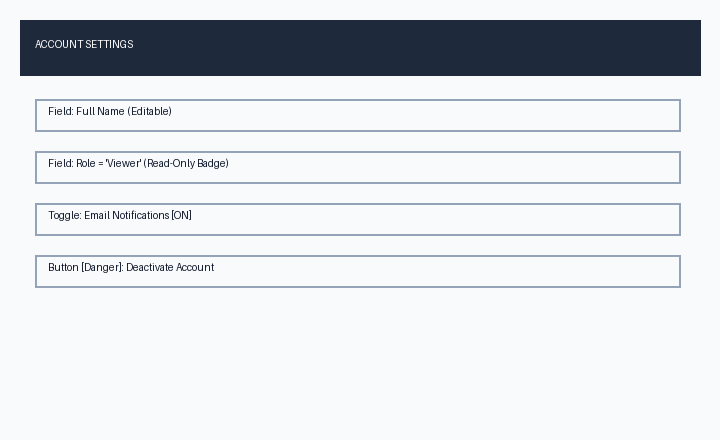 ACCOUNT SETTINGS
Field: Full Name (Editable)
Field: Role = 'Viewer' (Read-Only Badge)
Toggle: Email Notifications [ON]
Button [Danger]: Deactivate Account